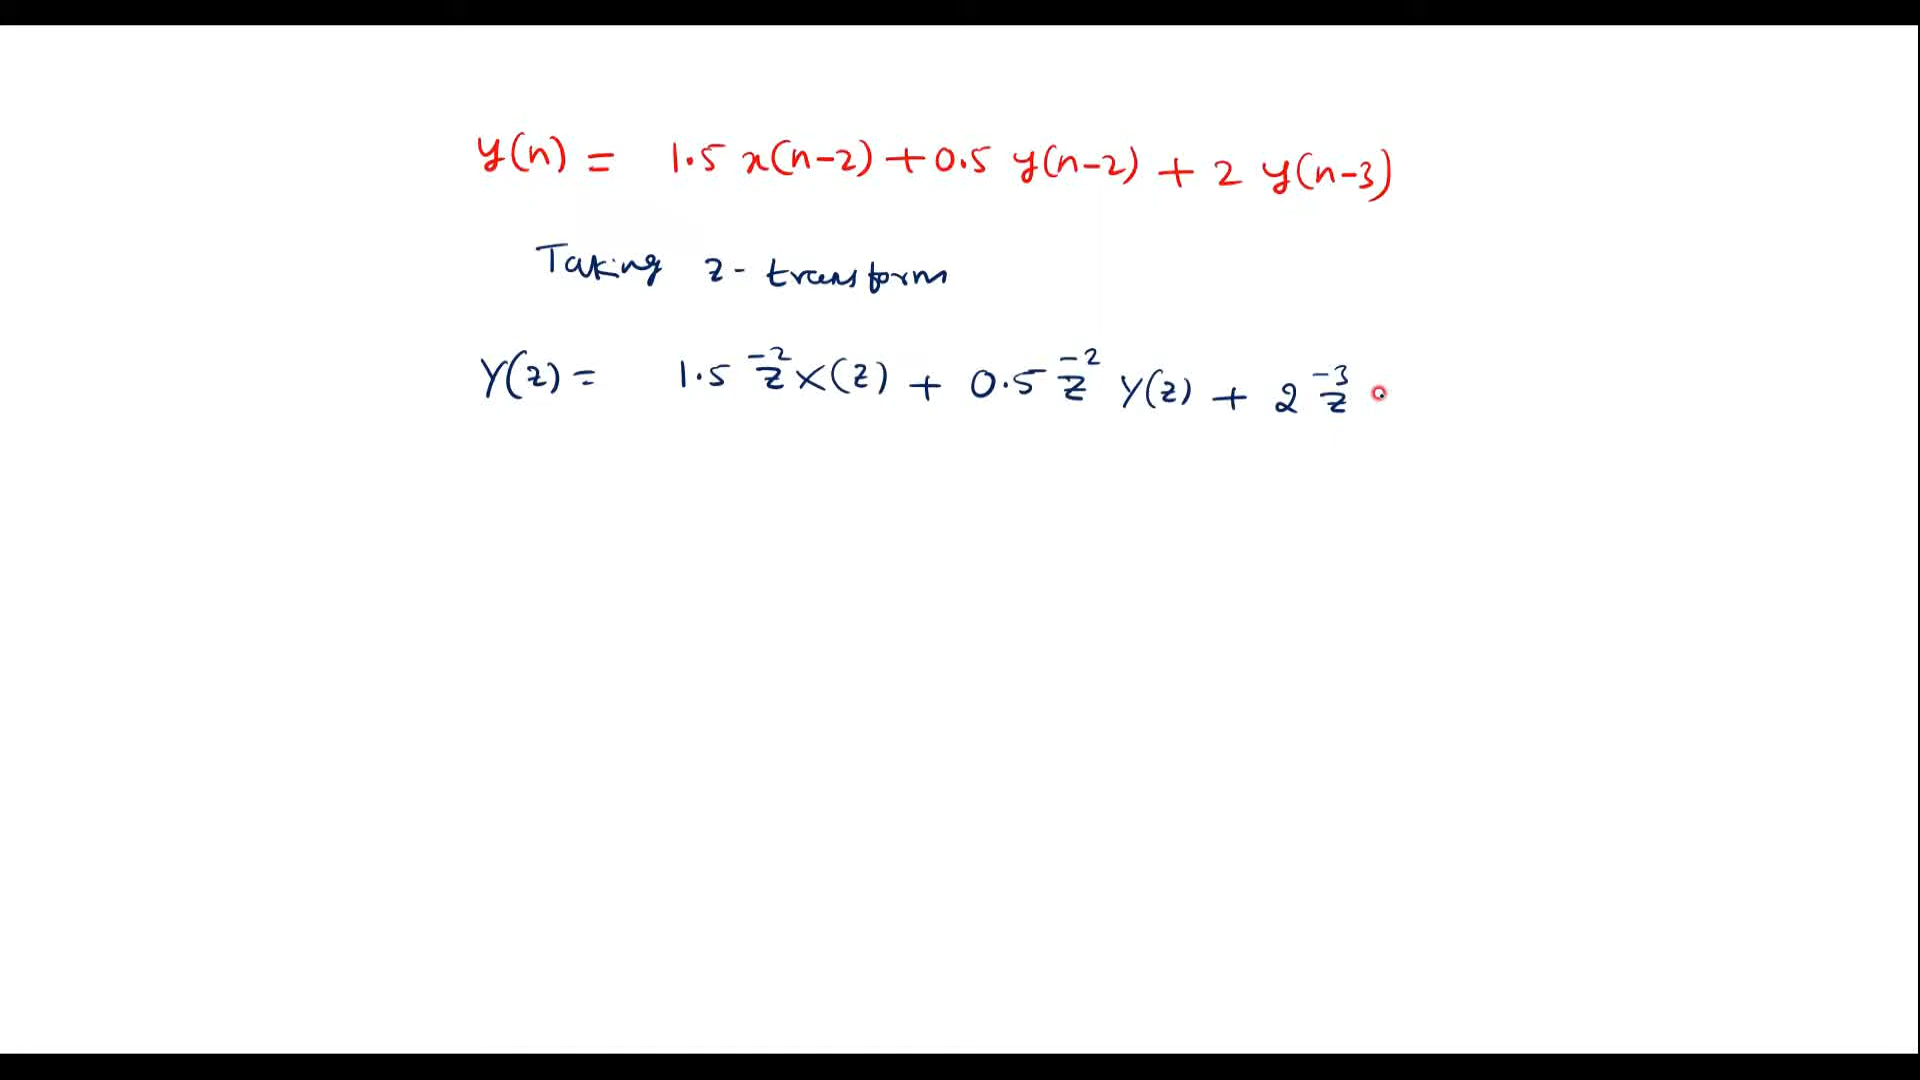 y(n) = 1.5 x(n-2) + 0.5 y(n-2) + 2 y(n-3)
Taking z-transform
Y(z) = 1.5 z⁻² X(z) + 0.5 z⁻² Y(z) + 2 z⁻³